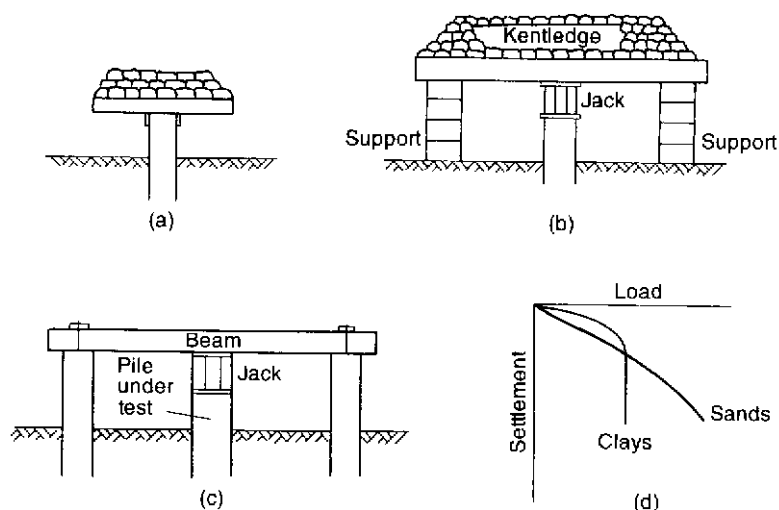 Kentledge
Jack
Support
Support
(a)
(b)
Beam
Pile
under
test
Jack
(c)
Load
Settlement
Sands
Clays
(d)